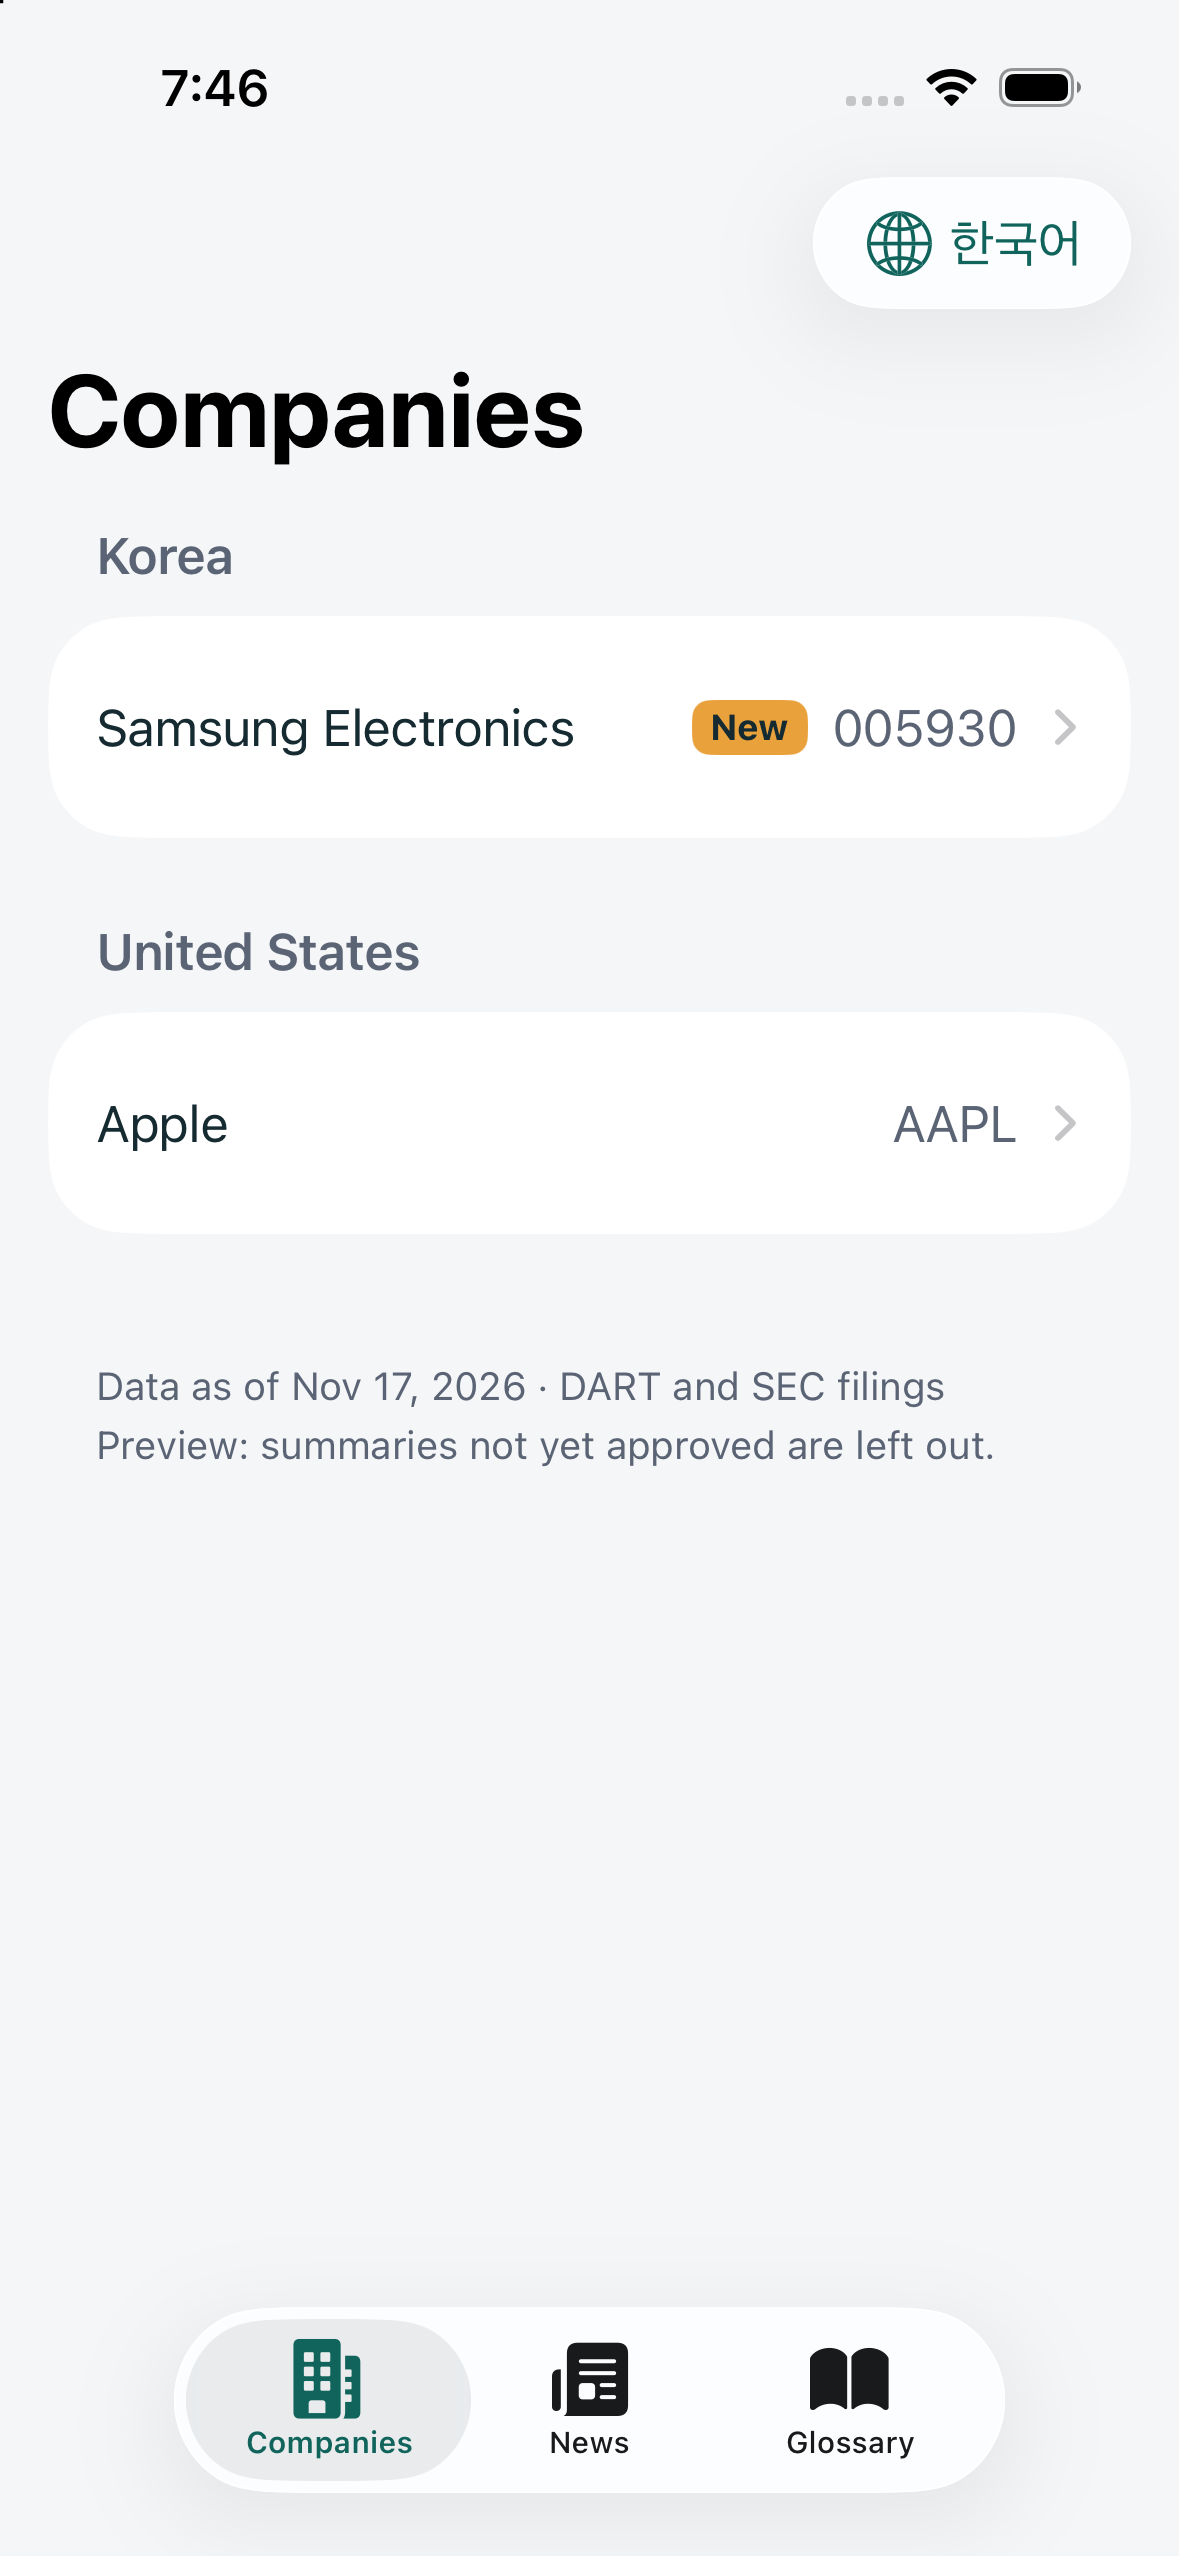 7:46
한국어
Companies
Korea
Samsung Electronics New 005930
United States
Apple AAPL
Data as of Nov 17, 2026 · DART and SEC filings
Preview: summaries not yet approved are left out.
Companies News Glossary